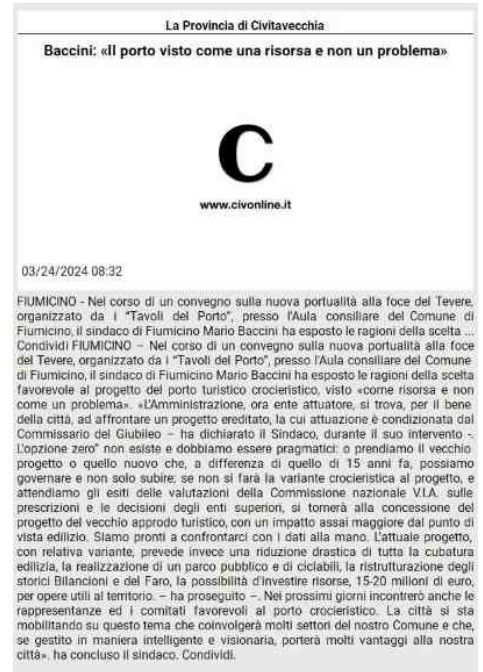 La Provincia di Civitavecchia
Baccini: «Il porto visto come una risorsa e non un problema»
C
www.civonline.it
03/24/2024 08:32
FIUMICINO - Nel corso di un convegno sulla nuova portualità alla foce del Tevere,
organizzato da i "Tavoli del Porto", presso l'Aula consiliare del Comune di
Fiumicino, il sindaco di Fiumicino Mario Baccini ha esposto le ragioni della scelta ...
Condividi FIUMICINO – Nel corso di un convegno sulla nuova portualità alla foce
del Tevere, organizzato da i "Tavoli del Porto", presso l'Aula consiliare del Comune
di Fiumicino, il sindaco di Fiumicino Mario Baccini ha esposto le ragioni della scelta
favorevole al progetto del porto turistico crocieristico, visto «come risorsa e non
come un problema». «L'Amministrazione, ora ente attuatore, si trova, per il bene
della città, ad affrontare un progetto ereditato, la cui attuazione è condizionata dal
Commissario del Giubileo – ha dichiarato il Sindaco, durante il suo intervento -.
L'opzione zero" non esiste e dobbiamo essere pragmatici: o prendiamo il vecchio
progetto o quello nuovo che, a differenza di quello di 15 anni fa, possiamo
governare e non solo subire; se non si farà la variante crocieristica al progetto, e
attendiamo gli esiti delle valutazioni della Commissione nazionale V.I.A. sulle
prescrizioni e le decisioni degli enti superiori, si tornerà alla concessione del
progetto del vecchio approdo turistico, con un impatto assai maggiore dal punto di
vista edilizio. Siamo pronti a confrontarci con i dati alla mano. L'attuale progetto,
con relativa variante, prevede invece una riduzione drastica di tutta la cubatura
edilizia, la realizzazione di un parco pubblico e di ciclabili, la ristrutturazione degli
storici Bilancioni e del Faro, la possibilità d'investire risorse, 15-20 milioni di euro,
per opere utili al territorio. – ha proseguito –. Nei prossimi giorni incontrerò anche le
rappresentanze ed i comitati favorevoli al porto crocieristico. La città si sta
mobilitando su questo tema che coinvolgerà molti settori del nostro Comune e che,
se gestito in maniera intelligente e visionaria, porterà molti vantaggi alla nostra
città». ha concluso il sindaco. Condividi.